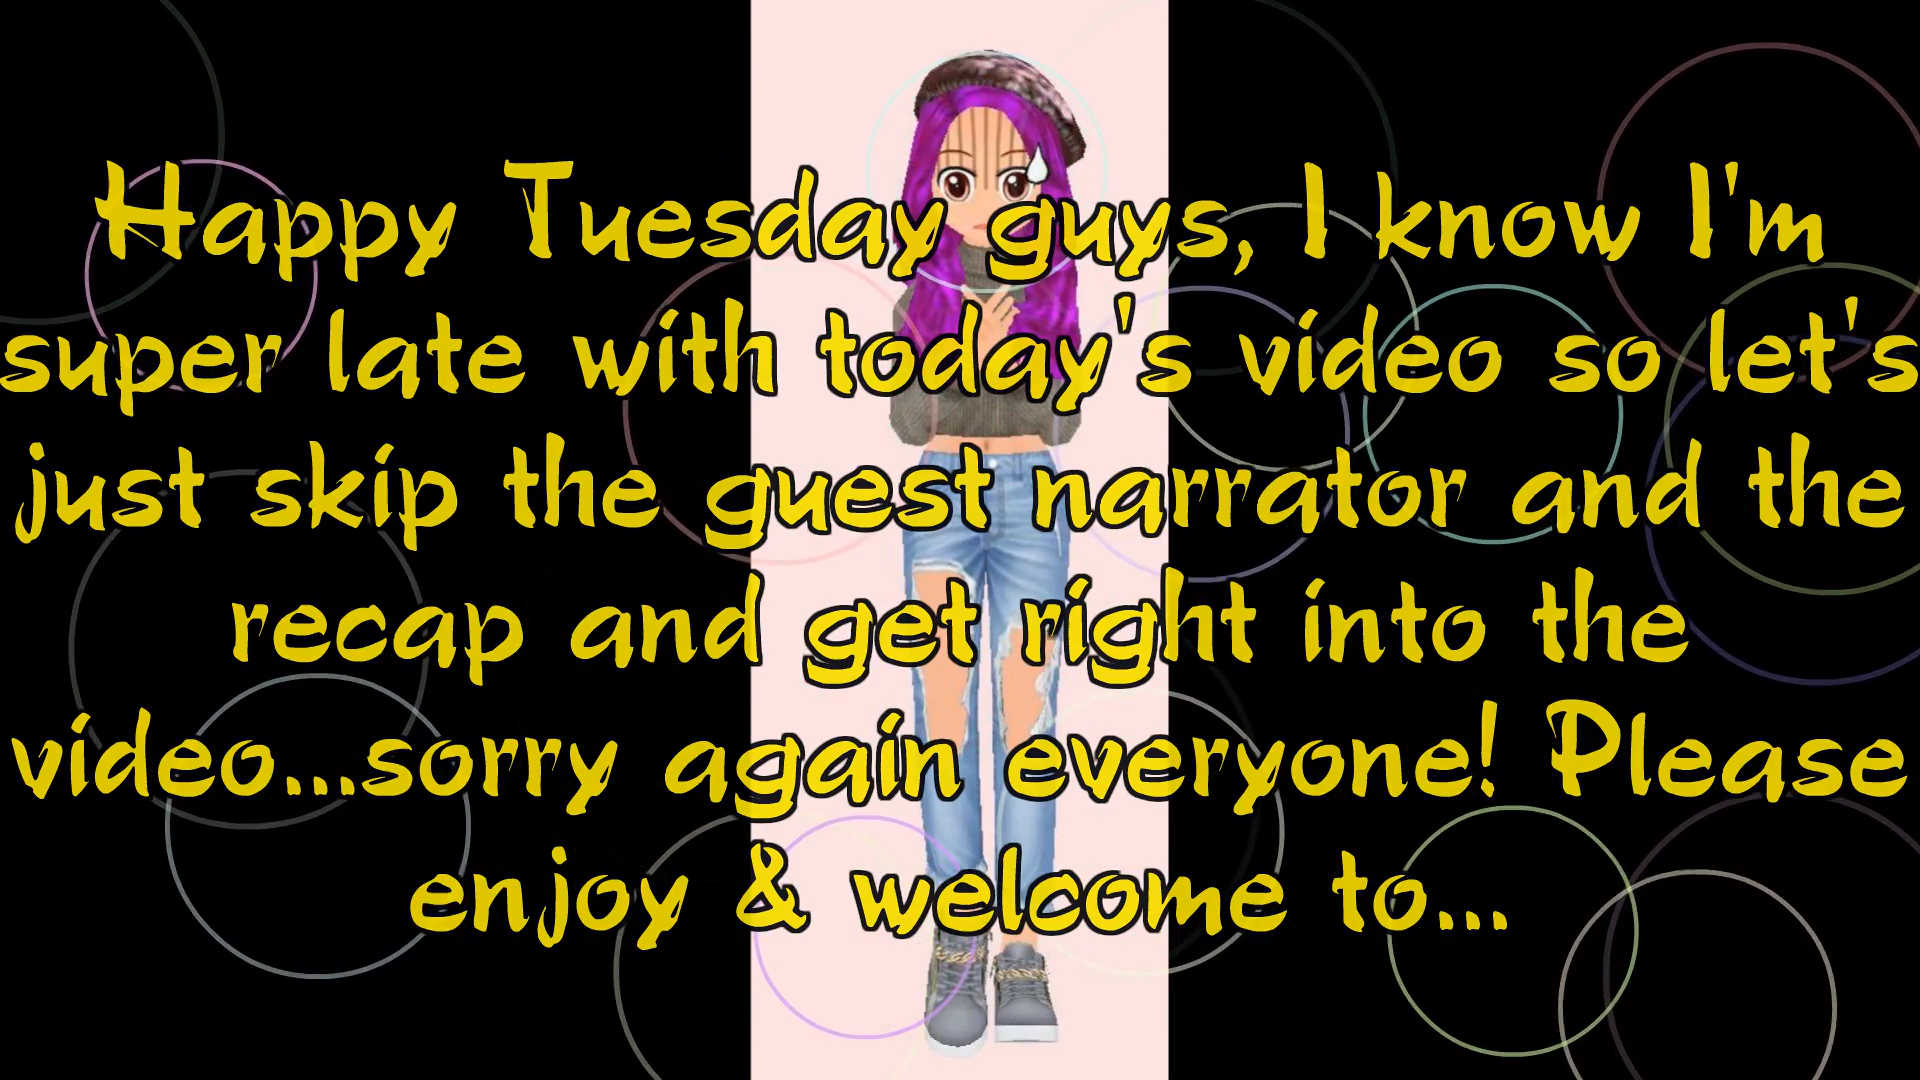 Happy Tuesday guys, I know I'm
super late with today's video so let's
just skip the guest narrator and the
recap and get right into the
video...sorry again everyone! Please
enjoy & welcome to...